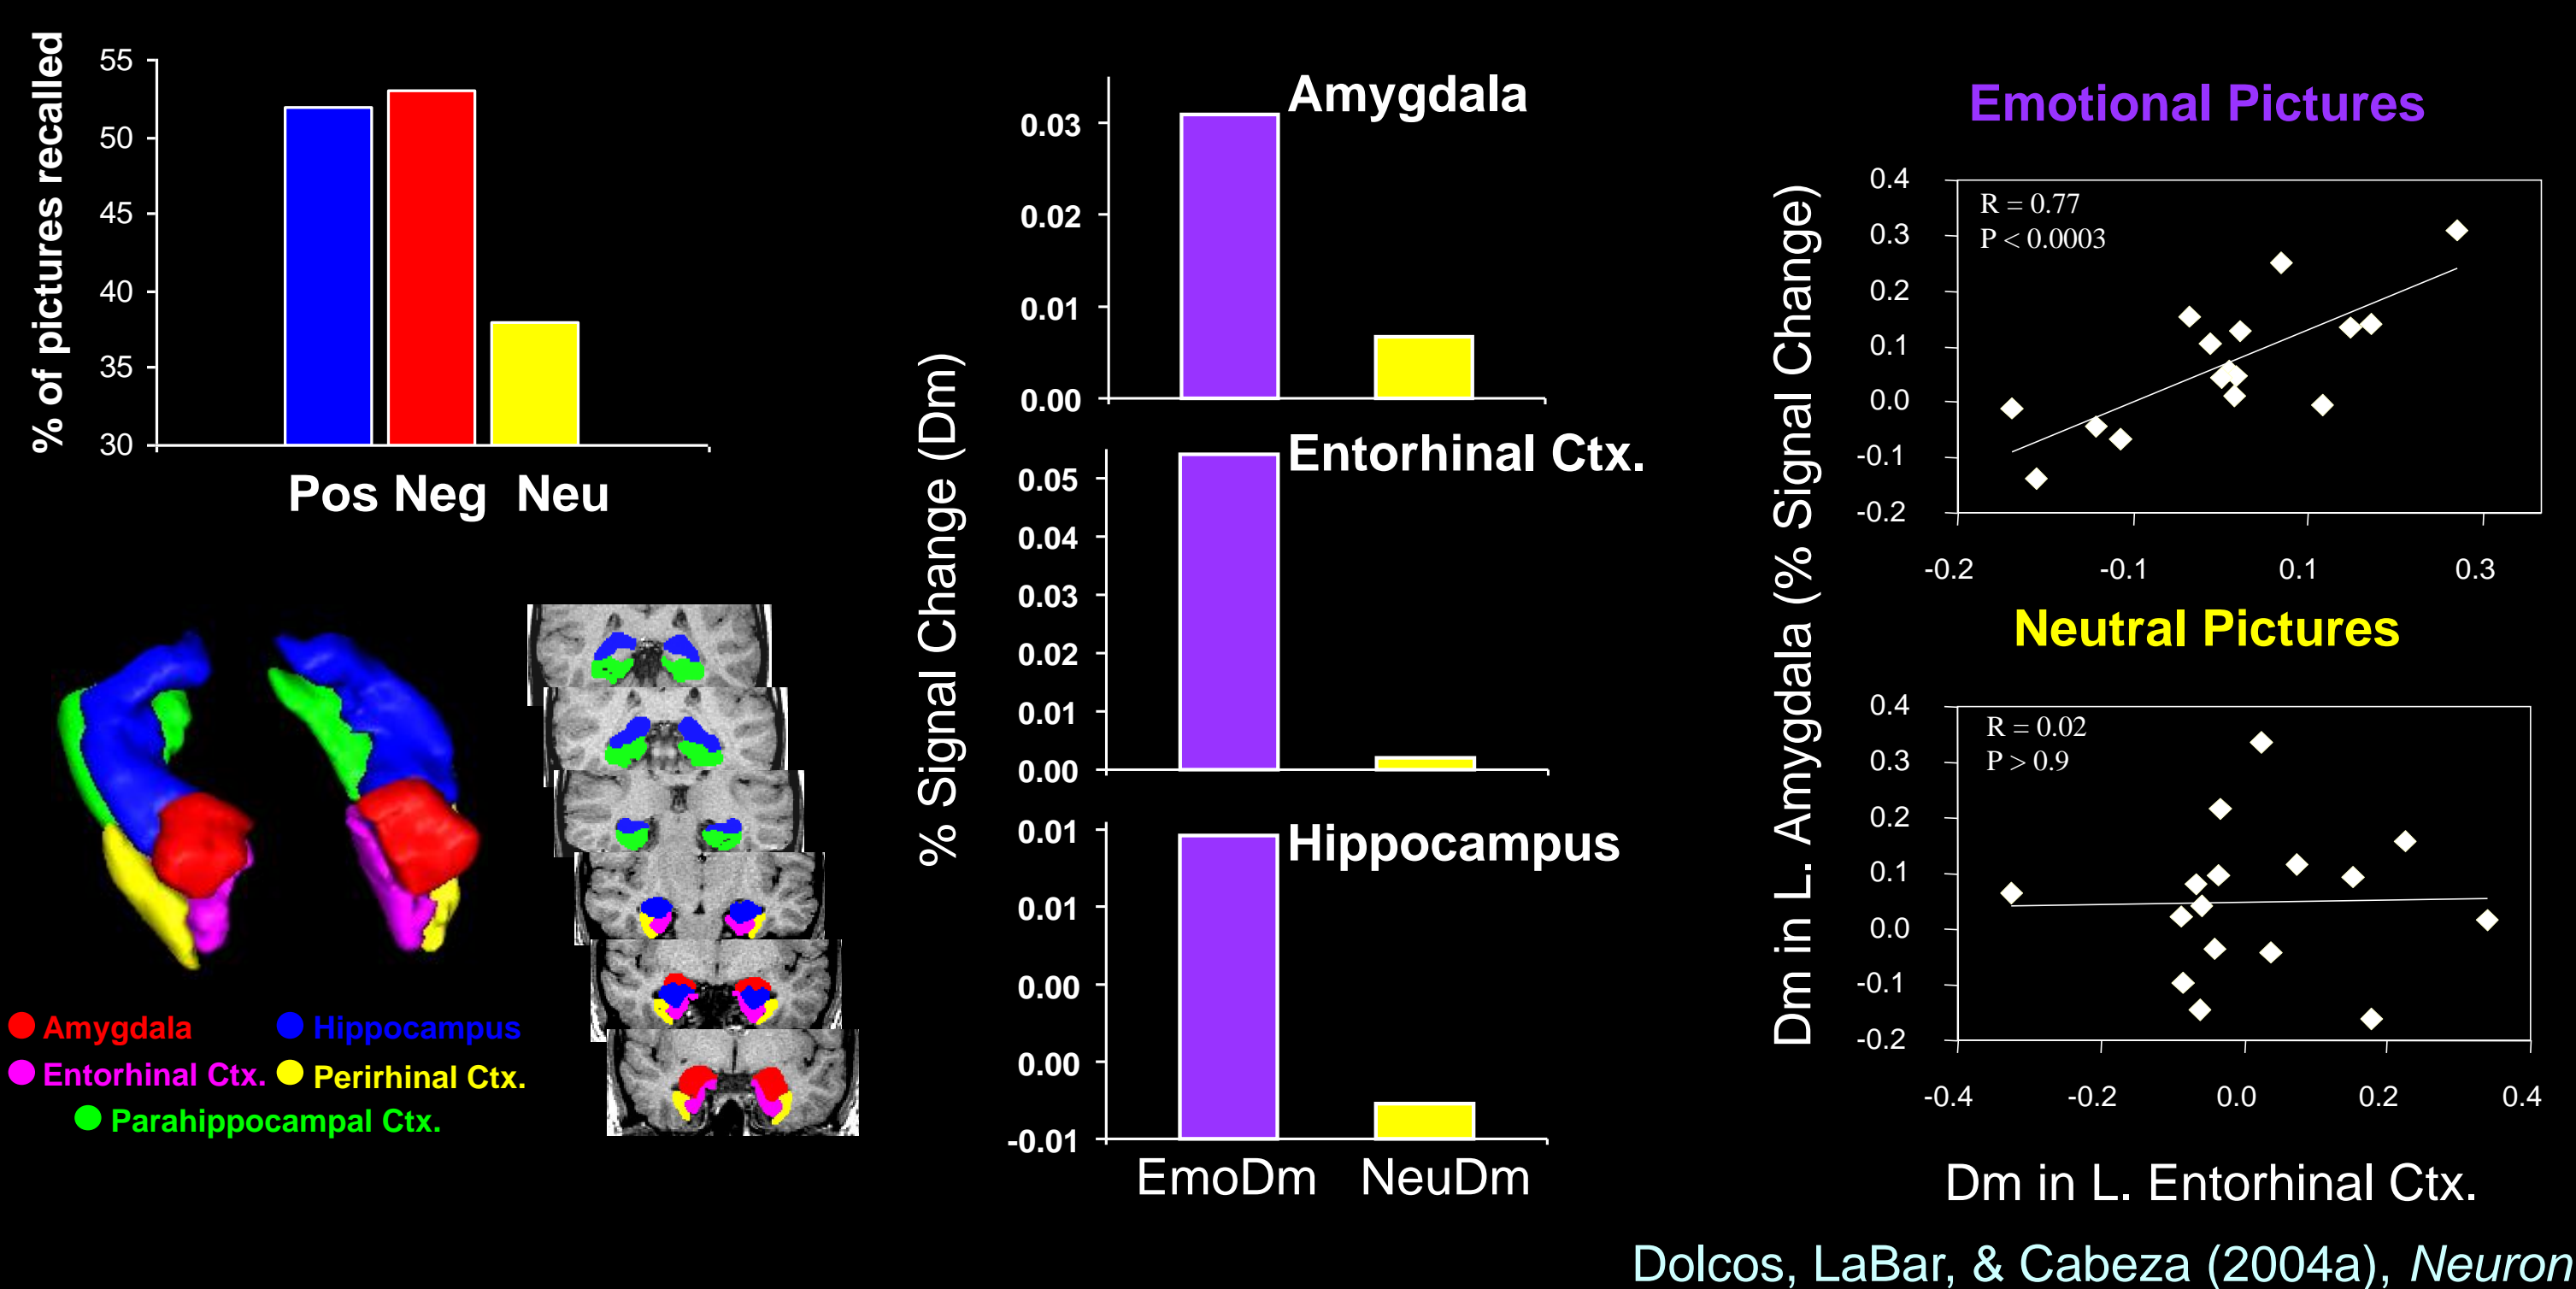 % of pictures recalled
55
50
45
40
35
30
Pos Neg Neu
Amygdala
Hippocampus
Entorhinal Ctx.
Perirhinal Ctx.
Parahippocampal Ctx.
% Signal Change (Dm)
Amygdala
0.03
0.02
0.01
0.00
Entorhinal Ctx.
0.05
0.04
0.03
0.02
0.01
0.00
Hippocampus
0.01
0.01
0.00
0.00
-0.01
EmoDm NeuDm
Dm in L. Amygdala (% Signal Change)
Emotional Pictures
R = 0.77
P < 0.0003
0.4
0.3
0.2
0.1
0.0
-0.1
-0.2
-0.2 -0.1 0.1 0.3
Neutral Pictures
R = 0.02
P > 0.9
0.4
0.3
0.2
0.1
0.0
-0.1
-0.2
-0.4 -0.2 0.0 0.2 0.4
Dm in L. Entorhinal Ctx.
Dolcos, LaBar, & Cabeza (2004a), Neuron